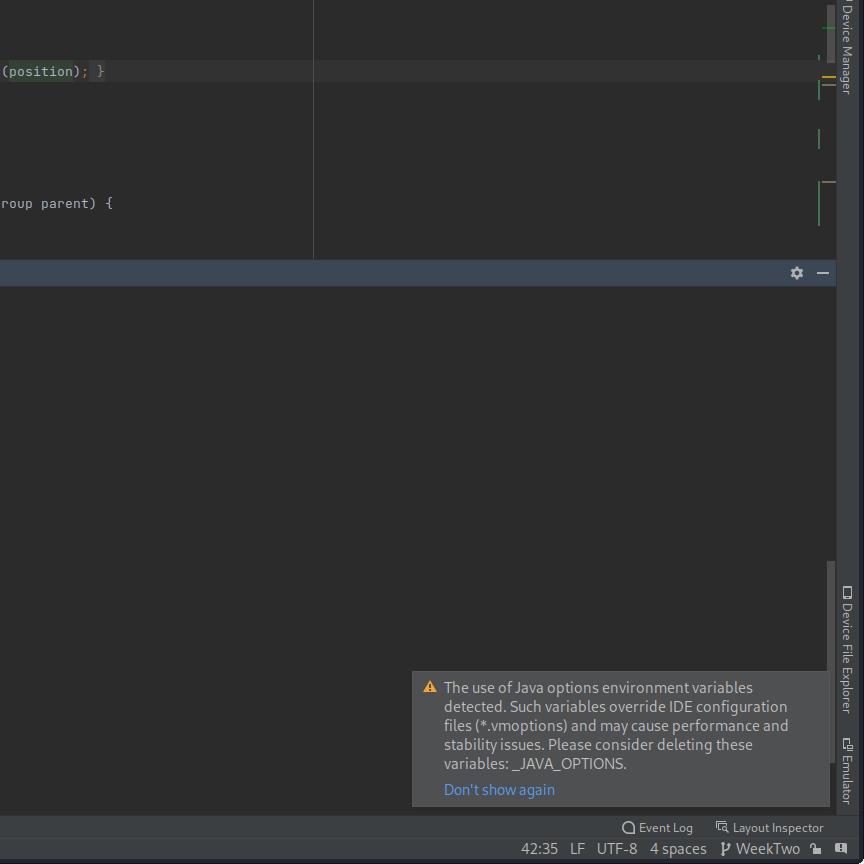 Device Manager
(position); }
roup parent) {
Device File Explorer
The use of Java options environment variables
detected. Such variables override IDE configuration
files (*.vmoptions) and may cause performance and
stability issues. Please consider deleting these
variables: _JAVA_OPTIONS.
Don't show again
Emulator
Event Log Layout Inspector
42:35 LF UTF-8 4 spaces WeekTwo